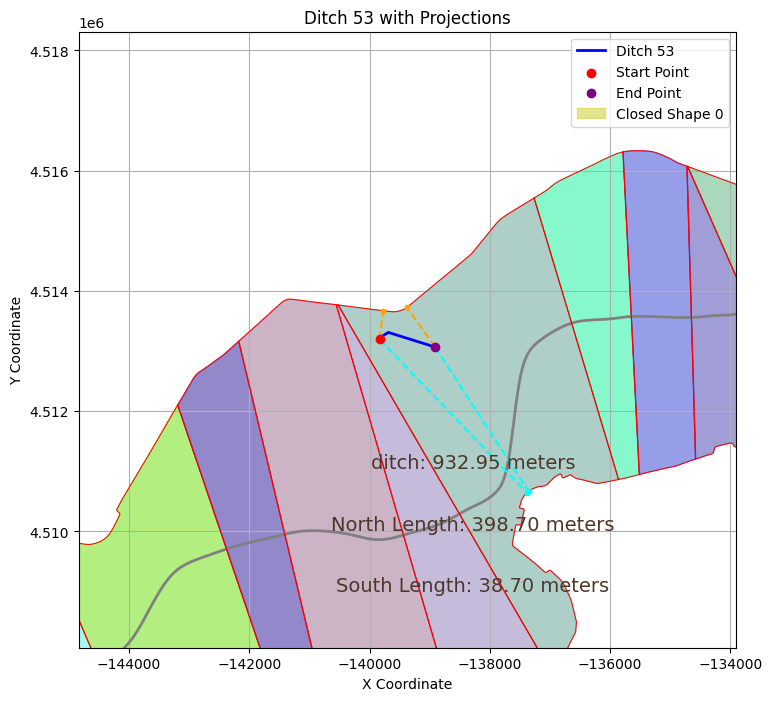 Ditch 53 with Projections
1e6
Ditch 53
Start Point
End Point
Closed Shape 0
4.518
4.516
4.514
4.512
4.510
Y Coordinate
ditch: 932.95 meters
North Length: 398.70 meters
South Length: 38.70 meters
−144000 −142000 −140000 −138000 −136000 −134000
X Coordinate